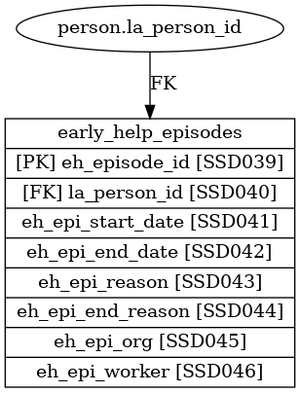 person.la_person_id
FK
early_help_episodes
[PK] eh_episode_id [SSD039]
[FK] la_person_id [SSD040]
eh_epi_start_date [SSD041]
eh_epi_end_date [SSD042]
eh_epi_reason [SSD043]
eh_epi_end_reason [SSD044]
eh_epi_org [SSD045]
eh_epi_worker [SSD046]